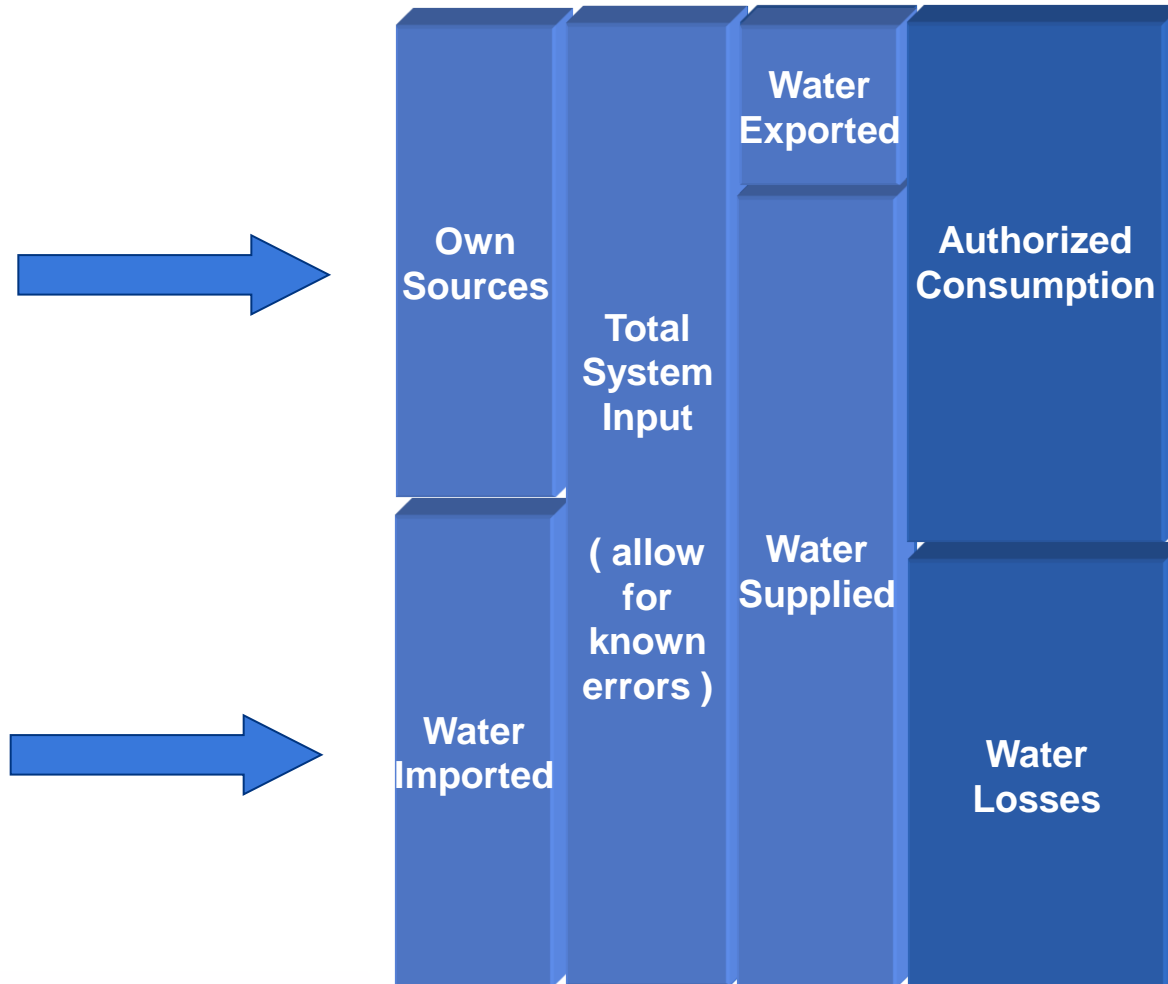 Own
Sources
Water
Imported
Total
System
Input
( allow
for
known
errors )
Water
Exported
Water
Supplied
Authorized
Consumption
Water
Losses